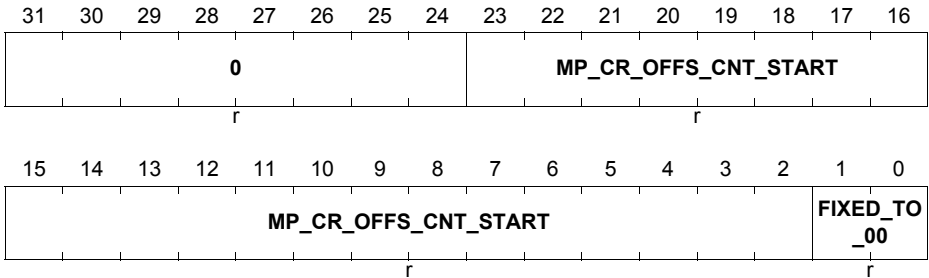 31 30 29 28 27 26 25 24 23 22 21 20 19 18 17 16
0 MP_CR_OFFS_CNT_START
r r
15 14 13 12 11 10 9 8 7 6 5 4 3 2 1 0
MP_CR_OFFS_CNT_START FIXED_TO
_00
r r